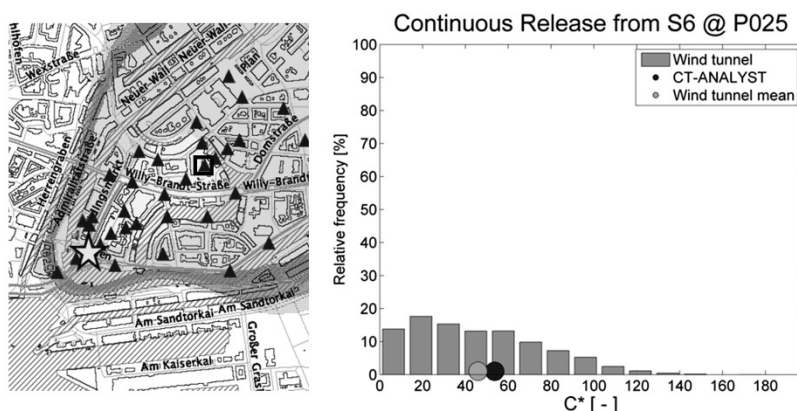 hlhöfen
Wexstraße
Neuer-Wall
Neuer-Wall
Plan
Herrengraben
Admiralitätstraße
Domstraße
Willy-Brandt-Straße
Willy-Brandt
Am Sandtorkai
Am Sandtorkai
Am Kaiserkai
Großer Gras
Continuous Release from S6 @ P025
Wind tunnel
CT-ANALYST
Wind tunnel mean
Relative frequency [%]
100
90
80
70
60
50
40
30
20
10
0
0 20 40 60 80 100 120 140 160 180
C* [ - ]